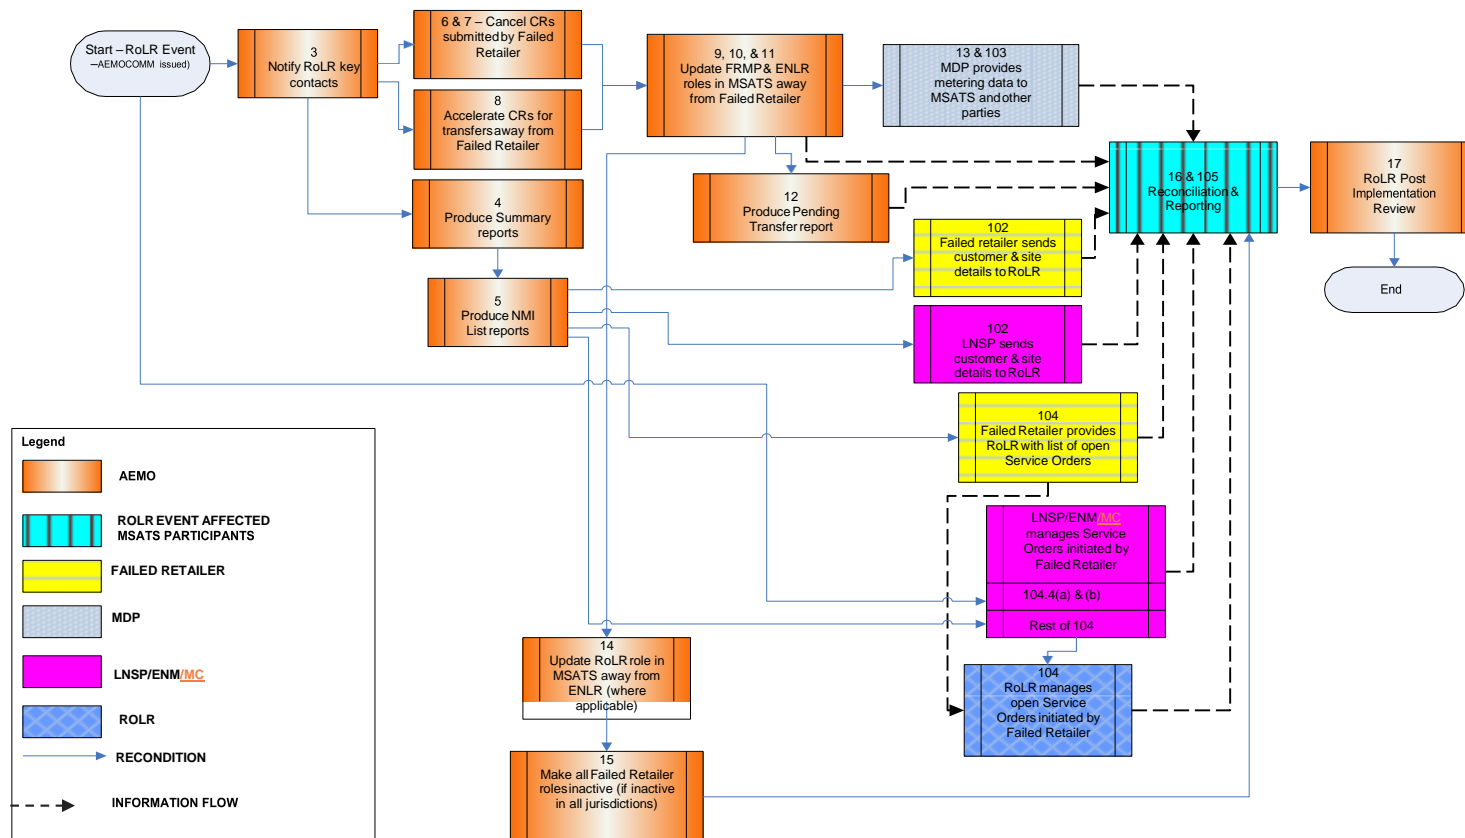 Start – RoLR Event
–AEMOCOMM issued)
3
Notify RoLR key
contacts
6 & 7 – Cancel CRs
submitted by Failed
Retailer
8
Accelerate CRs for
transfers away from
Failed Retailer
4
Produce Summary
reports
5
Produce NMI
List reports
9, 10, & 11
Update FRMP & ENLR
roles in MSATS away
from Failed Retailer
12
Produce Pending
Transfer report
13 & 103
MDP provides
metering data to
MSATS and other
parties
16 & 105
Reconciliation &
Reporting
17
RoLR Post
Implementation
Review
End
102
Failed retailer sends
customer & site
details to RoLR
102
LNSP sends
customer & site
details to RoLR
104
Failed Retailer provides
RoLR with list of open
Service Orders
LNSP/ENM/MC
manages Service
Orders initiated by
Failed Retailer
104.4(a) & (b)
Rest of 104
104
RoLR manages
open Service
Orders initiated by
Failed Retailer
14
Update RoLR role in
MSATS away from
ENLR (where
applicable)
15
Make all Failed Retailer
roles inactive (if inactive
in all jurisdictions)
Legend
AEMO
ROLR EVENT AFFECTED
MSATS PARTICIPANTS
FAILED RETAILER
MDP
LNSP/ENM/MC
ROLR
RECONDITION
INFORMATION FLOW